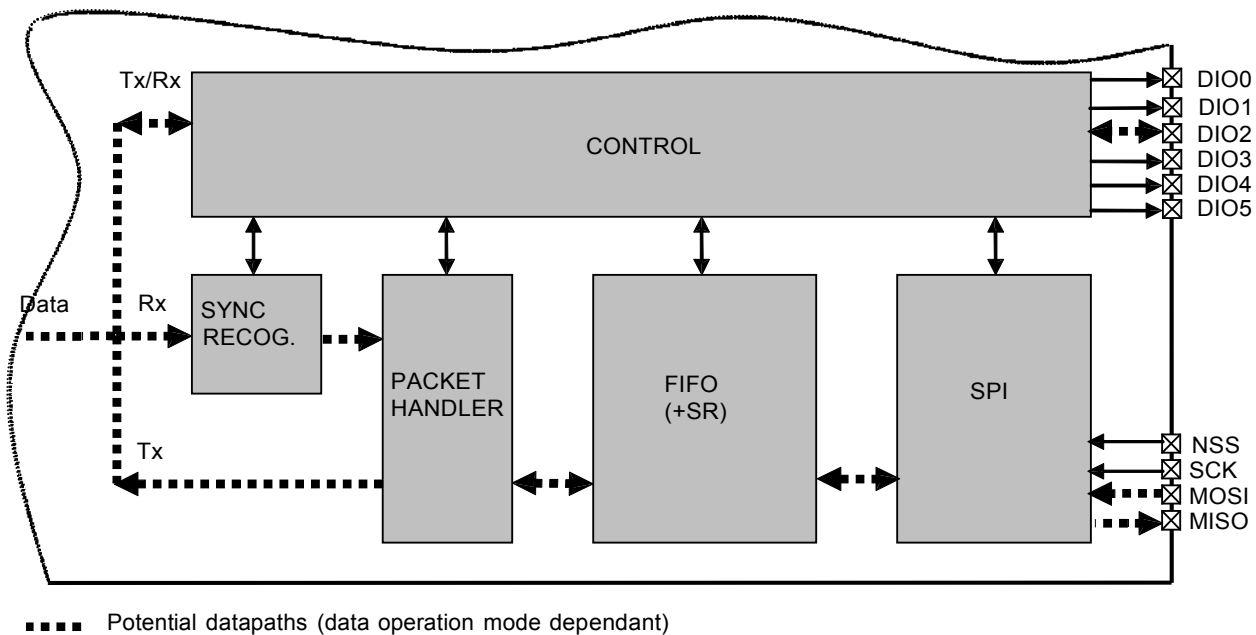 Tx/Rx
CONTROL
DIO0
DIO1
DIO2
DIO3
DIO4
DIO5
Data
Rx
SYNC
RECOG.
PACKET
HANDLER
FIFO
(+SR)
SPI
Tx
NSS
SCK
MOSI
MISO
Potential datapaths (data operation mode dependant)